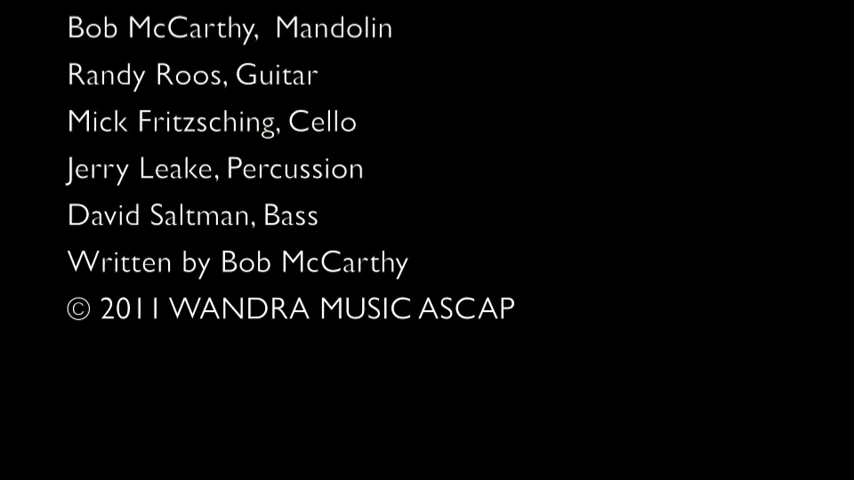 Bob McCarthy,  Mandolin
Randy Roos, Guitar
Mick Fritzsching, Cello
Jerry Leake, Percussion
David Saltman, Bass
Written by Bob McCarthy
© 2011 WANDRA MUSIC ASCAP